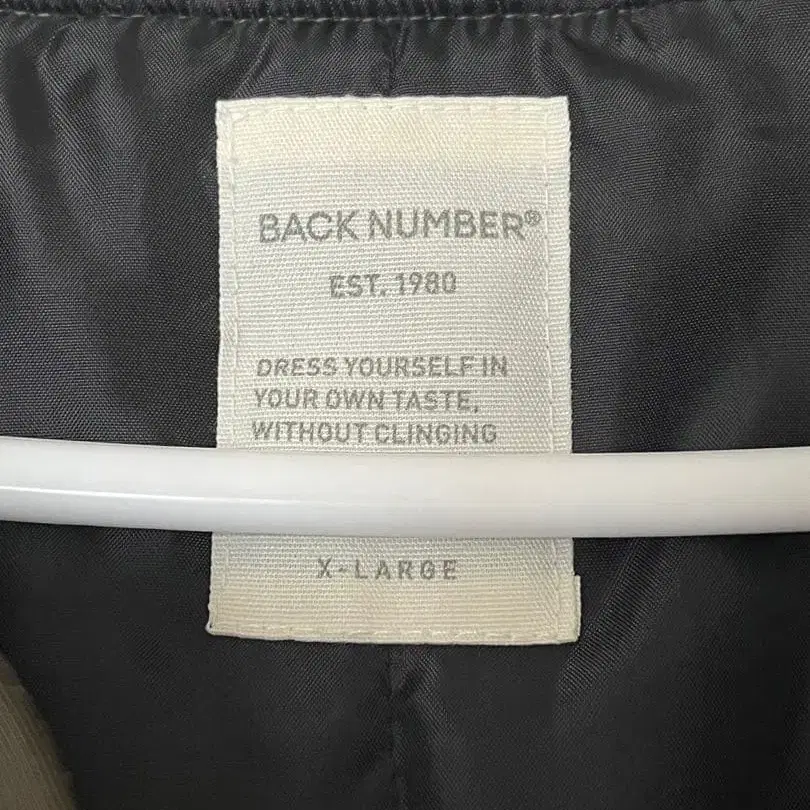 BACK NUMBER®
EST. 1980
DRESS YOURSELF IN
YOUR OWN TASTE,
WITHOUT CLINGING
X-LARGE